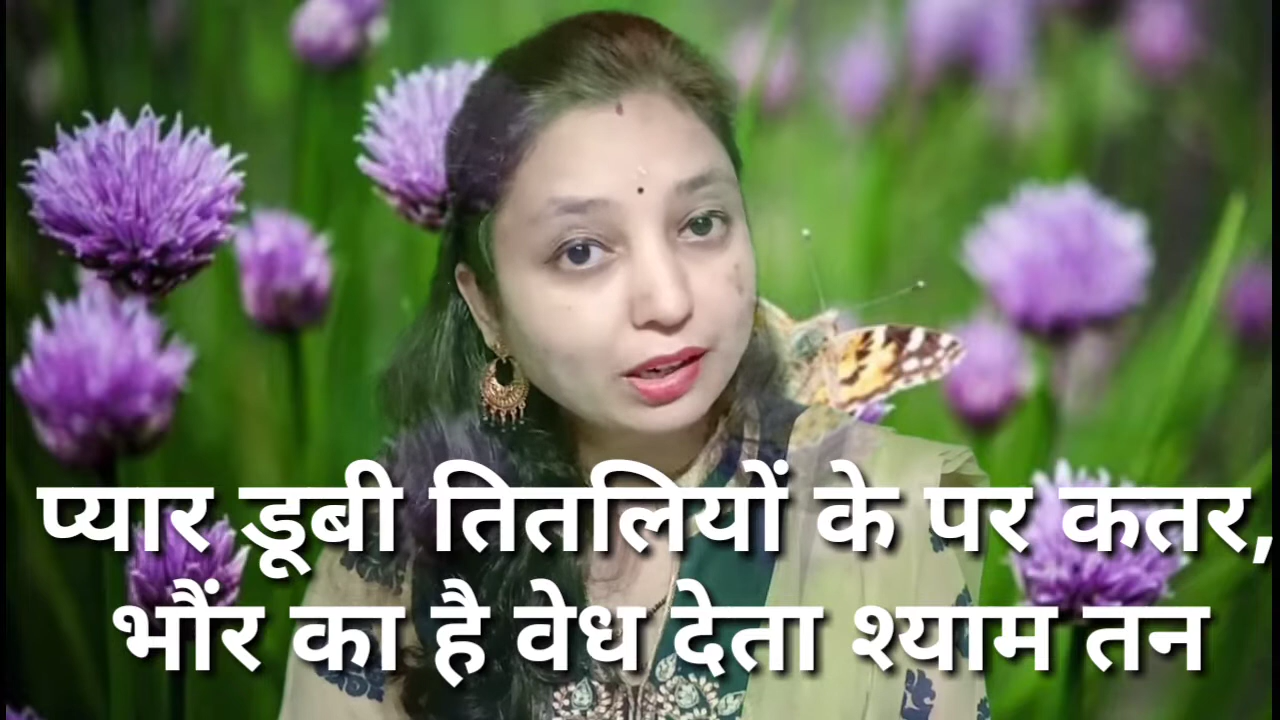 प्यार डूबी तितलियों के पर कतर,
भौंर का है वेध देता श्याम तन